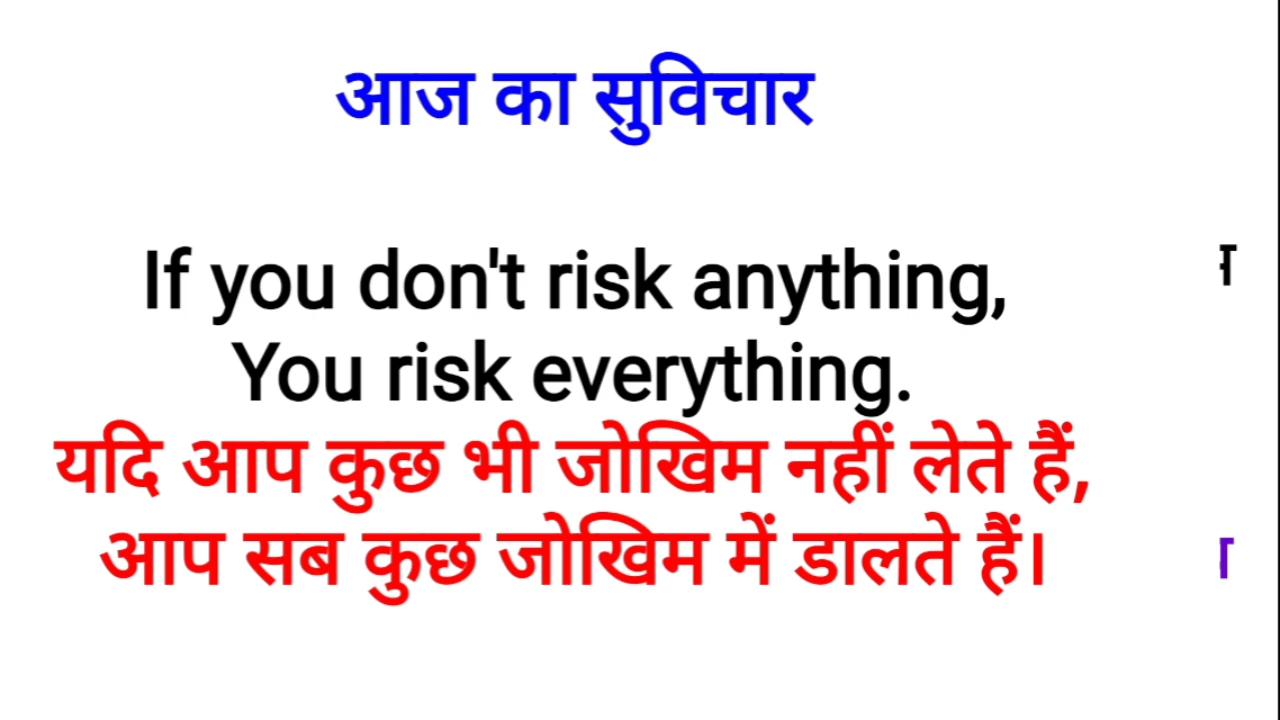 आज का सुविचार
If you don't risk anything,
You risk everything.
यदि आप कुछ भी जोखिम नहीं लेते हैं,
आप सब कुछ जोखिम में डालते हैं।